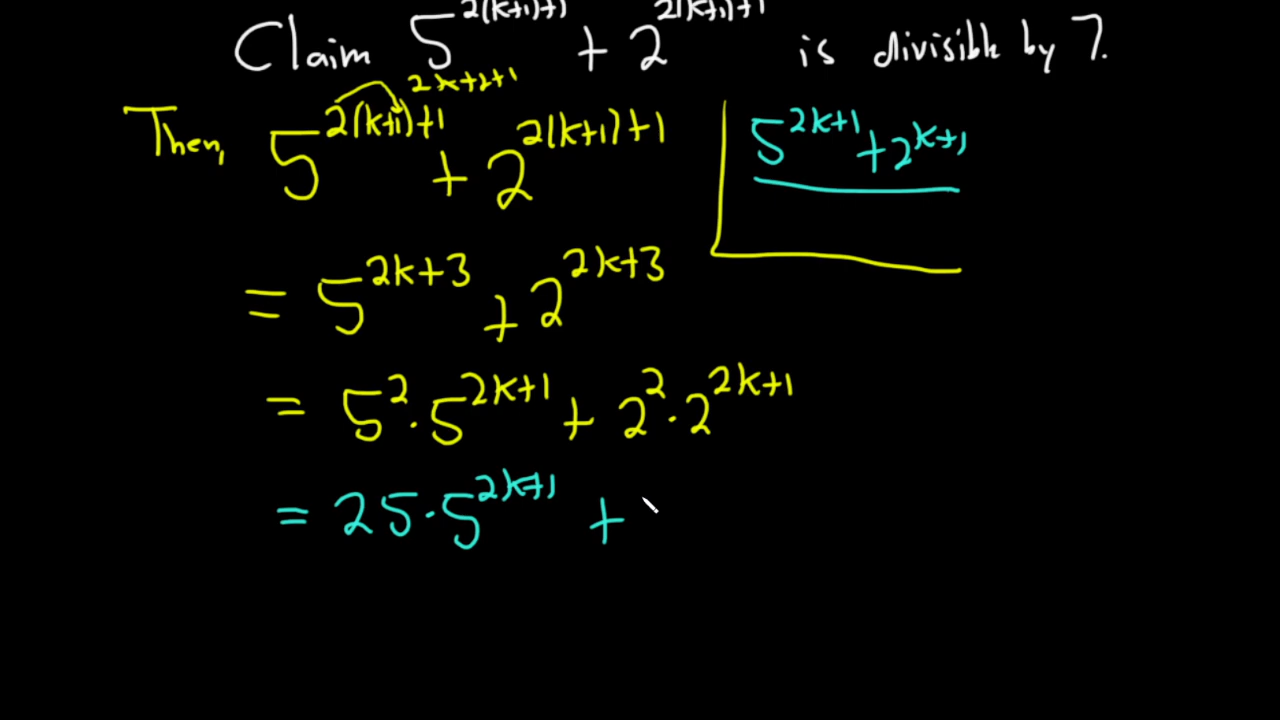 Claim 5^{2(k+1)+1} + 2^{2(k+1)+1} is divisible by 7.
2k+2+1
Then, 5^{2(k+1)+1} + 2^{2(k+1)+1}
5^{2k+1} + 2^{k+1}
= 5^{2k+3} + 2^{2k+3}
= 5^2 · 5^{2k+1} + 2^2 · 2^{2k+1}
= 25 · 5^{2k+1} +